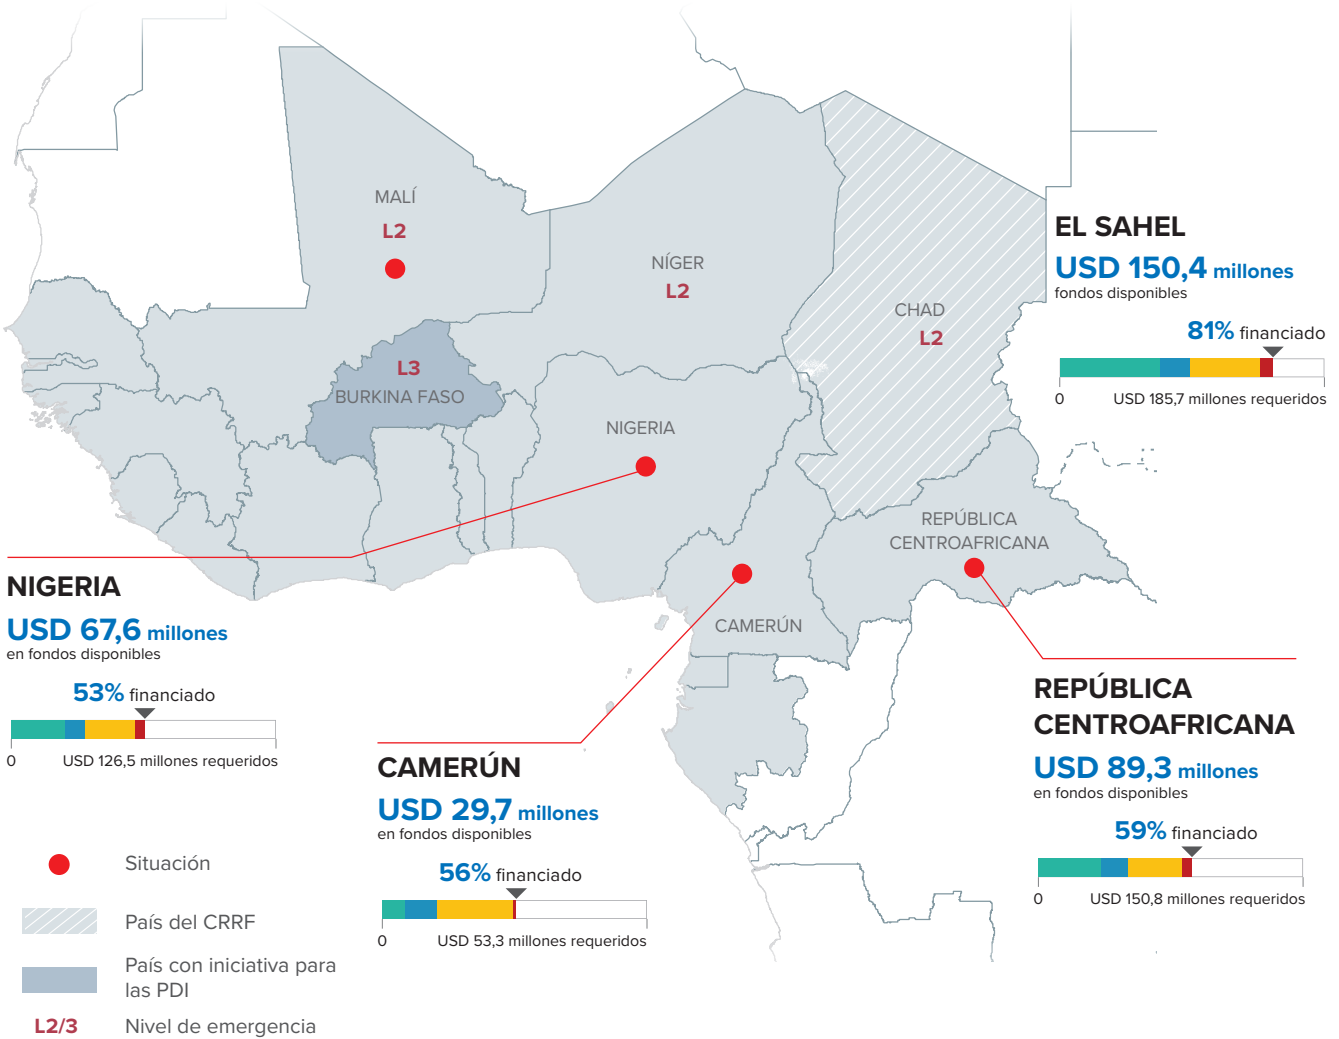 MALÍ
L2
NÍGER
L2
CHAD
L2
L3
BURKINA FASO
NIGERIA
REPÚBLICA
CENTROAFRICANA
CAMERÚN
EL SAHEL
USD 150,4 millones
fondos disponibles
81% financiado
0 USD 185,7 millones requeridos
NIGERIA
USD 67,6 millones
en fondos disponibles
53% financiado
0 USD 126,5 millones requeridos
CAMERÚN
USD 29,7 millones
en fondos disponibles
56% financiado
0 USD 53,3 millones requeridos
REPÚBLICA
CENTROAFRICANA
USD 89,3 millones
en fondos disponibles
59% financiado
0 USD 150,8 millones requeridos
Situación
País del CRRF
País con iniciativa para
las PDI
L2/3 Nivel de emergencia